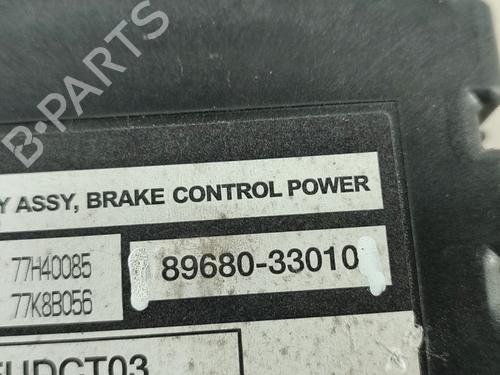 B-PARTS
Y ASSY, BRAKE CONTROL POWER
77H40085
77K8B056
89680-33010